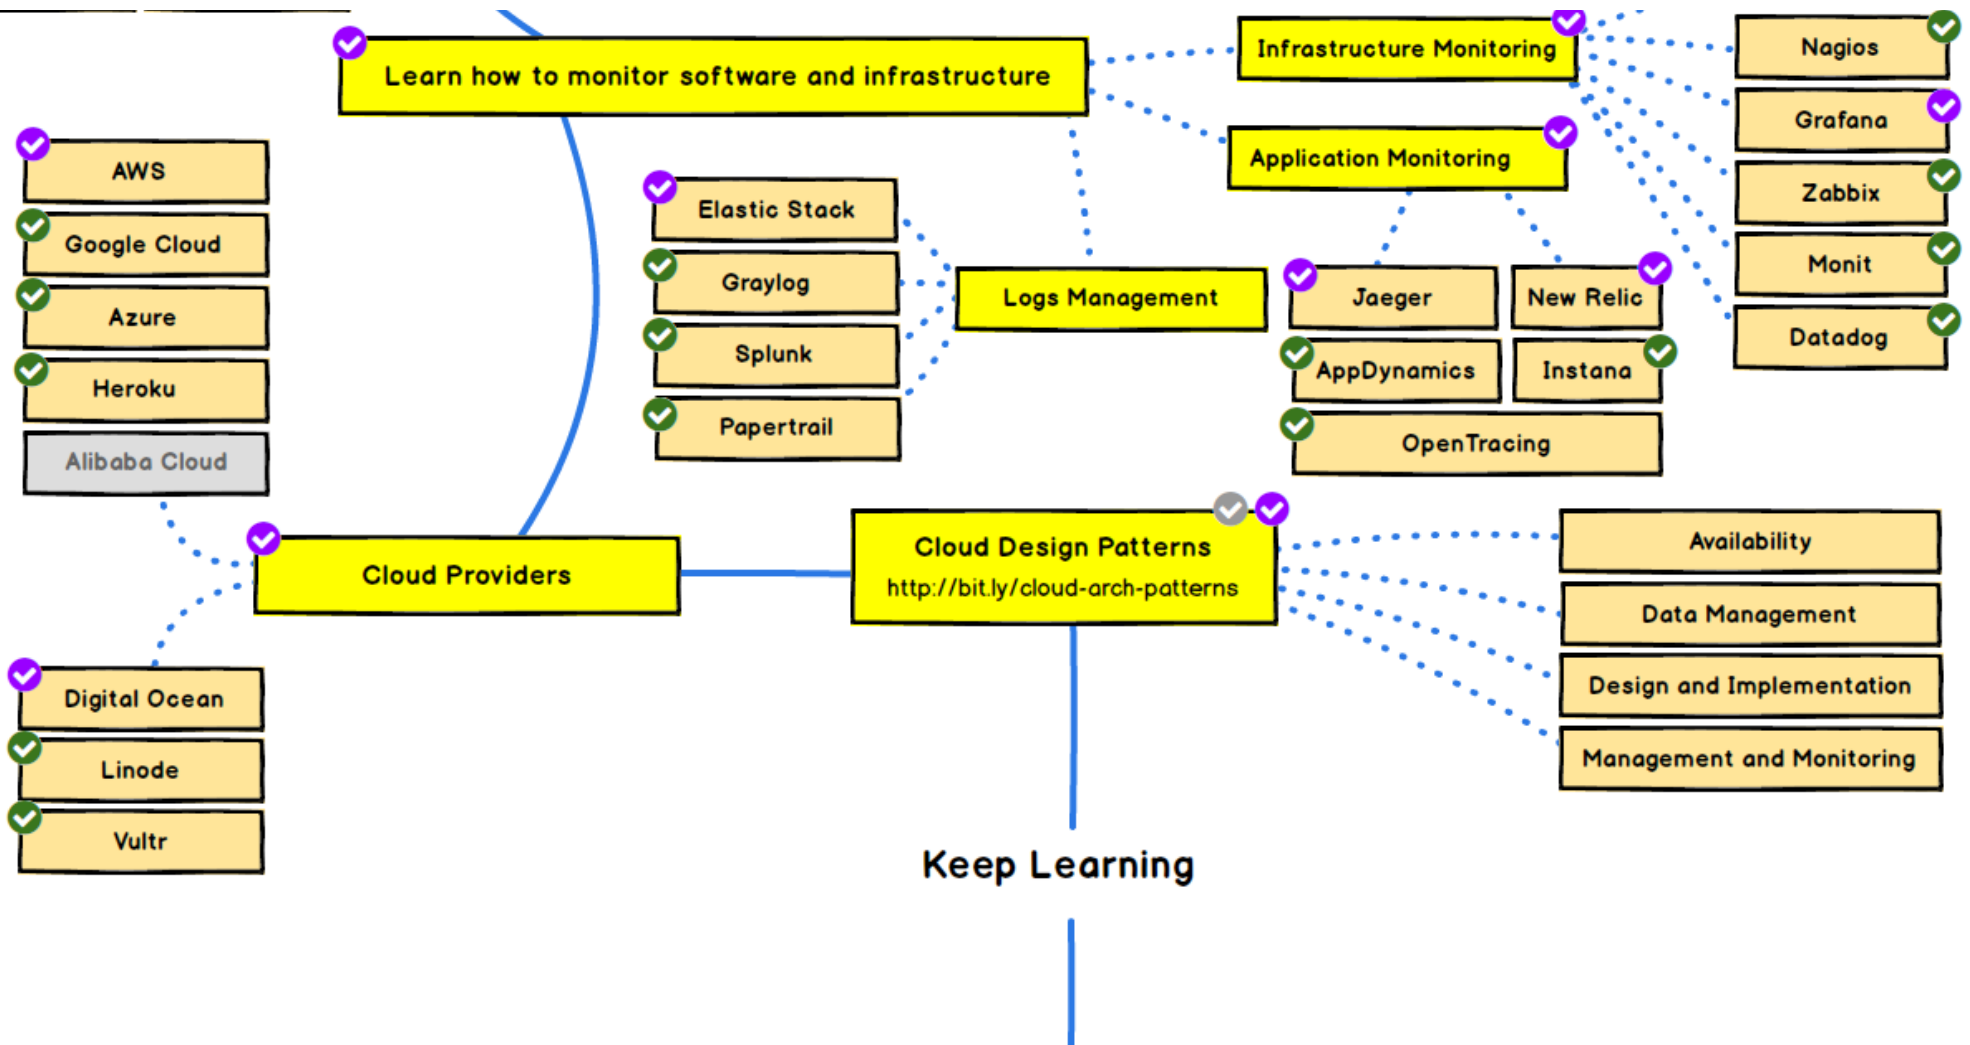 Learn how to monitor software and infrastructure
Infrastructure Monitoring
Nagios
Grafana
Zabbix
Monit
Datadog
Application Monitoring
Jaeger
New Relic
AppDynamics
Instana
OpenTracing
Logs Management
Elastic Stack
Graylog
Splunk
Papertrail
AWS
Google Cloud
Azure
Heroku
Alibaba Cloud
Cloud Providers
Digital Ocean
Linode
Vultr
Cloud Design Patterns
http://bit.ly/cloud-arch-patterns
Availability
Data Management
Design and Implementation
Management and Monitoring
Keep Learning